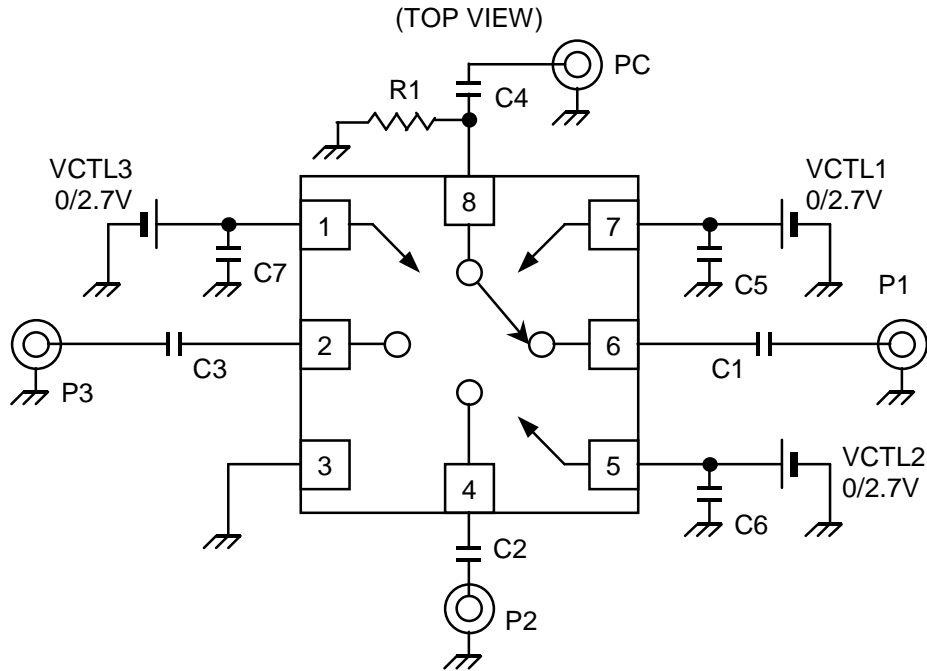 (TOP VIEW)
PC
R1
C4
VCTL3
0/2.7V
VCTL1
0/2.7V
8
1
7
C7
C5
P1
2
6
C3
C1
P3
3
4
5
VCTL2
0/2.7V
C6
C2
P2